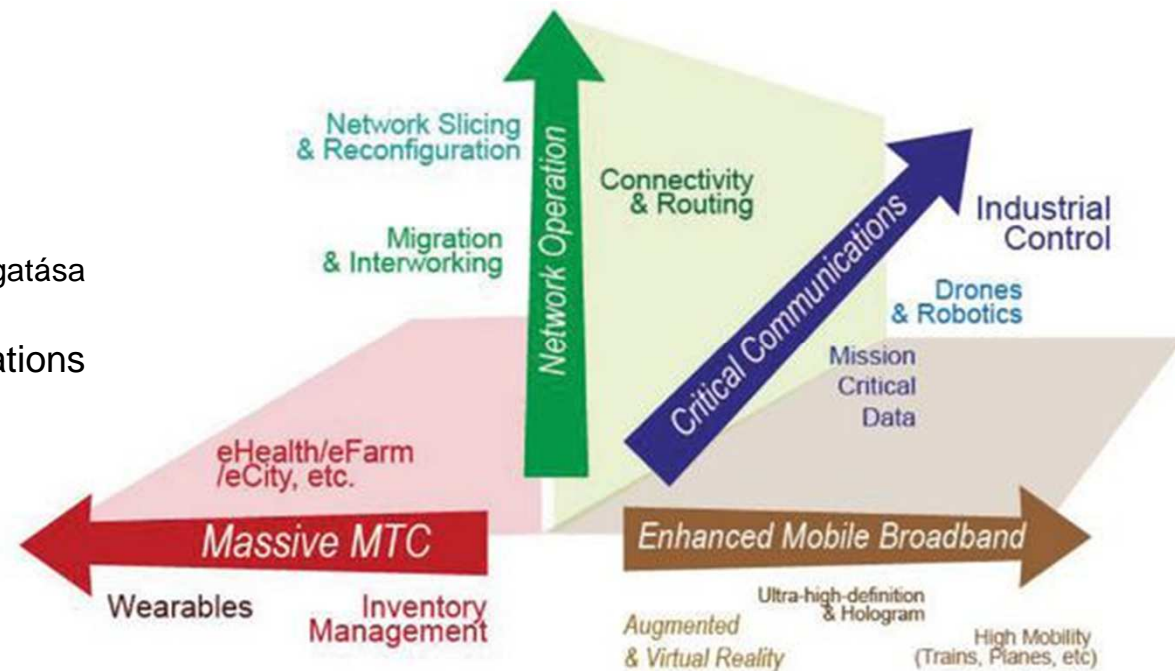 Network Slicing
& Reconfiguration
Migration
& Interworking
Network Operation
Connectivity
& Routing
Critical Communications
Industrial
Control
Drones
& Robotics
Mission
Critical
Data
gatása
ations
eHealth/eFarm
/eCity, etc.
Massive MTC
Wearables
Inventory
Management
Enhanced Mobile Broadband
Ultra-high-definition
& Hologram
Augmented
& Virtual Reality
High Mobility
(Trains, Planes, etc)